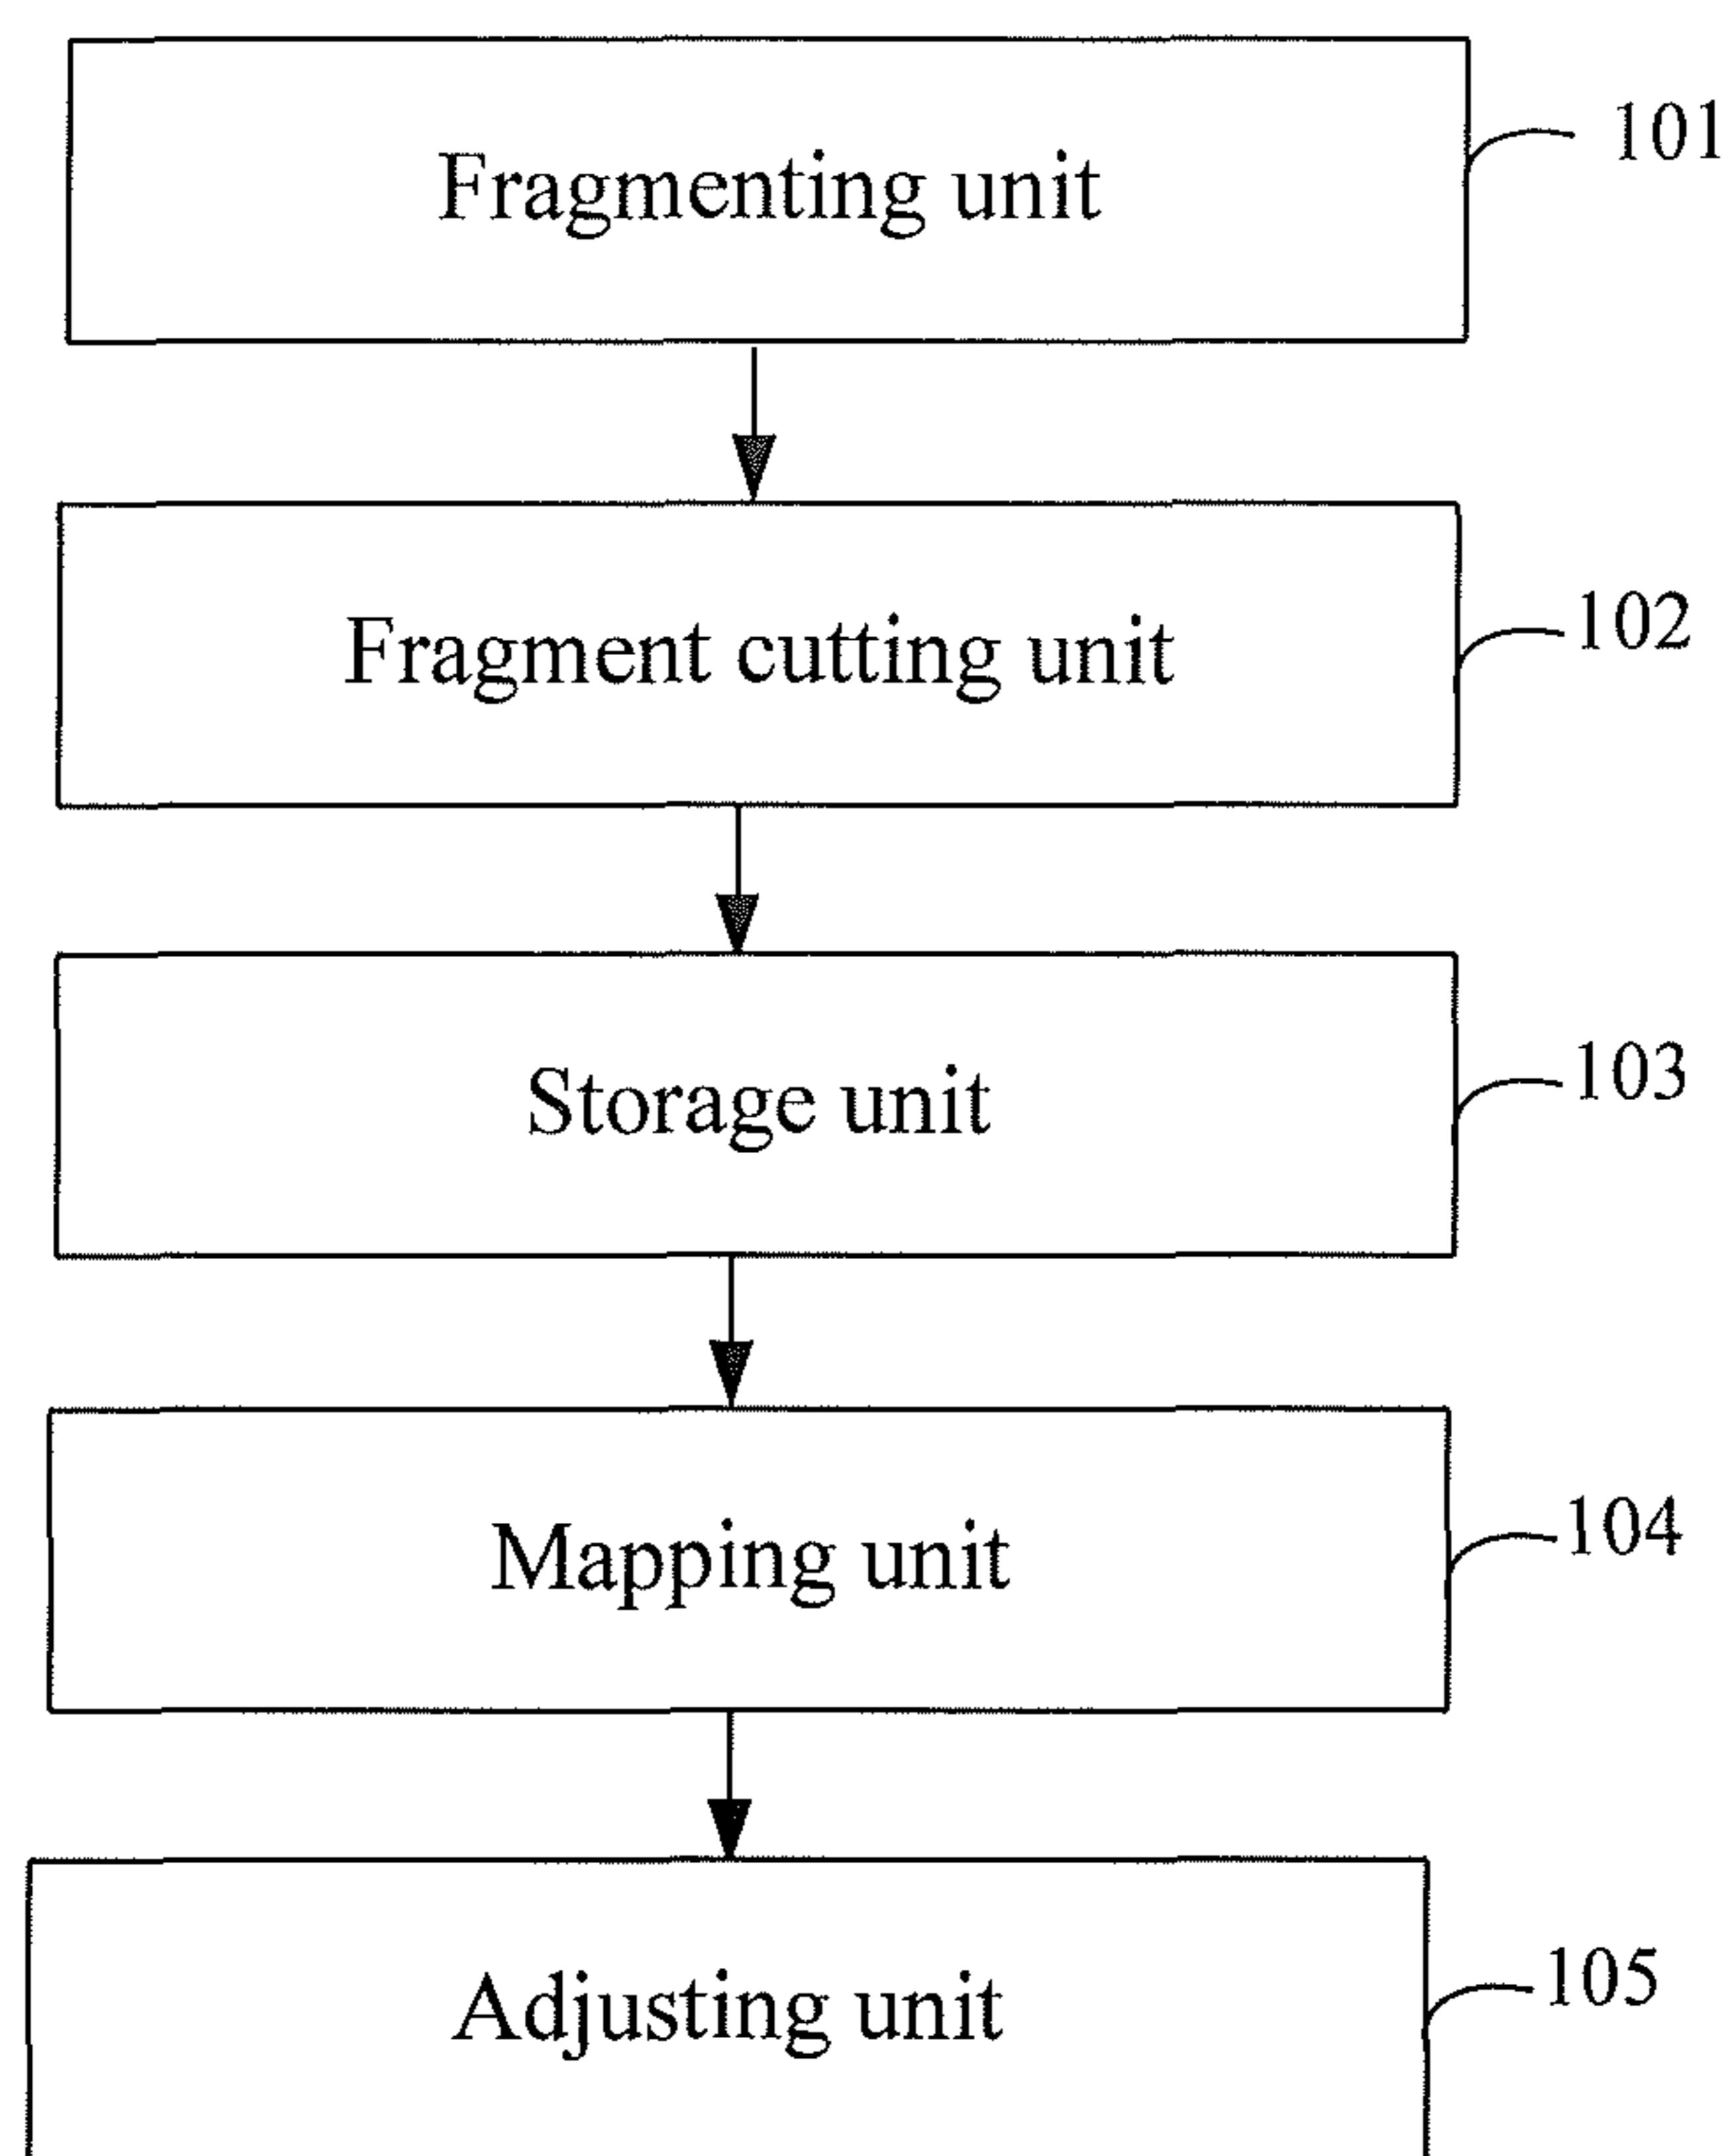 Fragmenting unit
101
Fragment cutting unit
102
Storage unit
103
Mapping unit
104
Adjusting unit
105